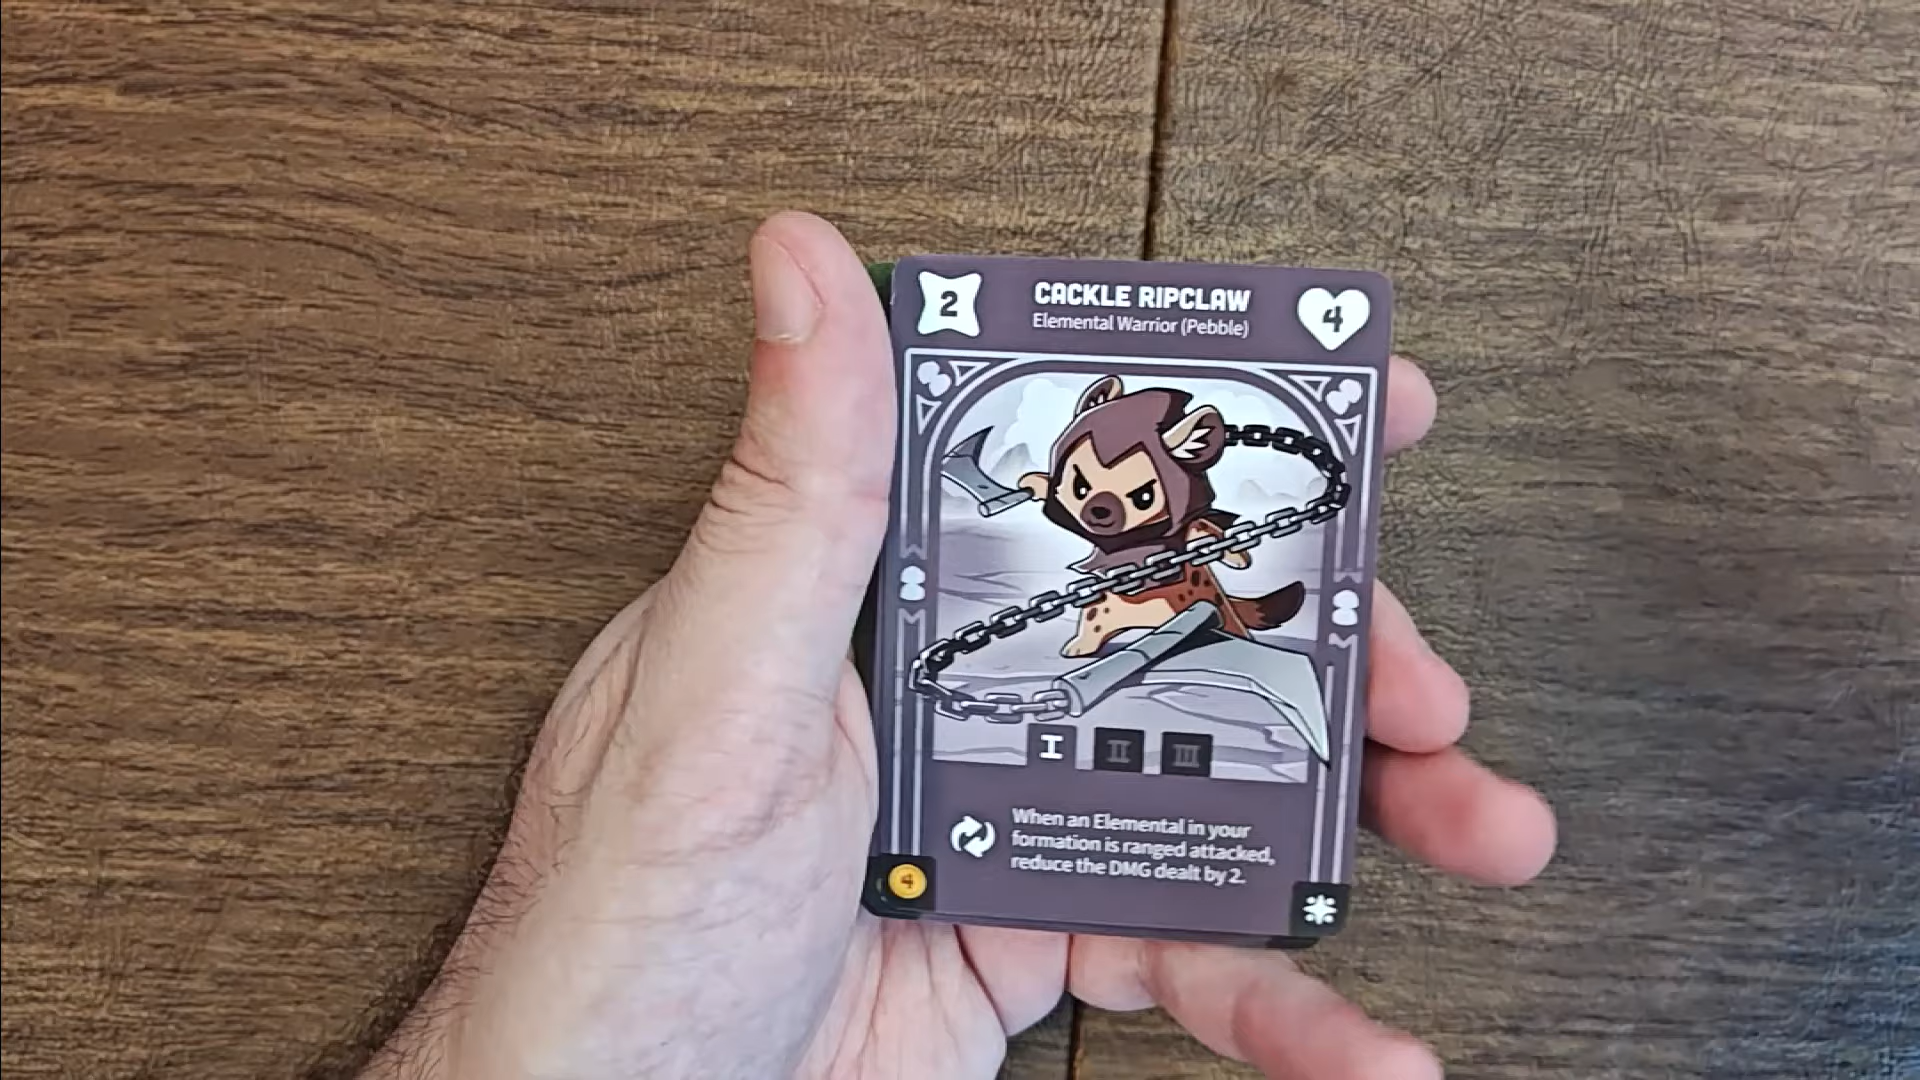 2
CACKLE RIPCLAW
Elemental Warrior (Pebble)
4
I II III
When an Elemental in your
formation is ranged attacked,
reduce the DMG dealt by 2.
4